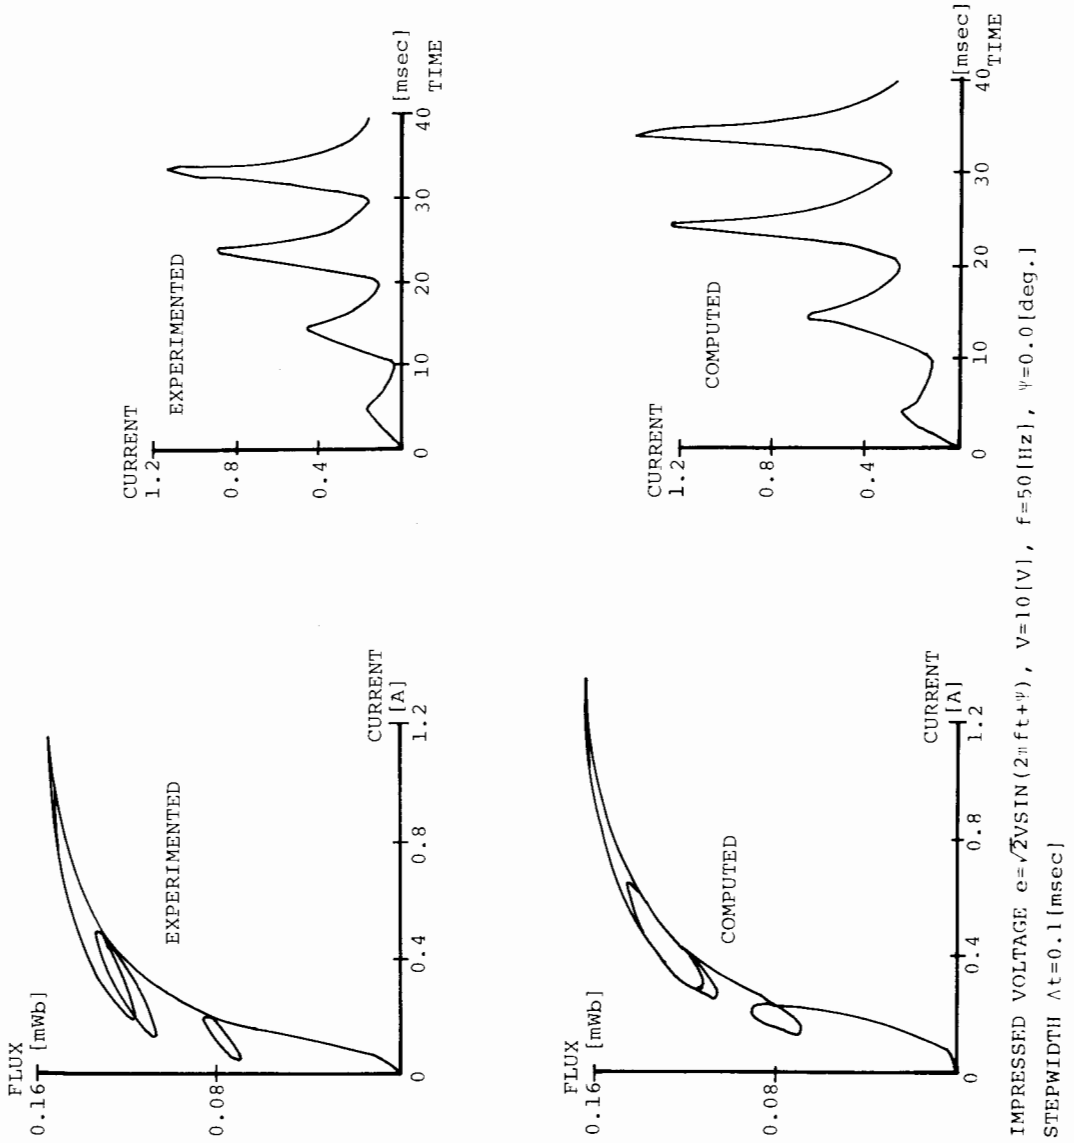 FLUX
[mWb]
0.16
0.08
EXPERIMENTED
CURRENT
[A]
0
0.4
0.8
1.2
CURRENT
1.2
0.8
0.4
EXPERIMENTED
0
10
20
30
40
[msec]
TIME
FLUX
[mWb]
0.16
0.08
COMPUTED
CURRENT
[A]
0
0.4
0.8
1.2
CURRENT
1.2
0.8
0.4
COMPUTED
0
10
20
30
40
[msec]
TIME
IMPRESSED VOLTAGE e=√2VSIN(2πft+Ψ), V=10[V], f=50[Hz], Ψ=0.0[deg.]
STEPWIDTH Δt=0.1[msec]